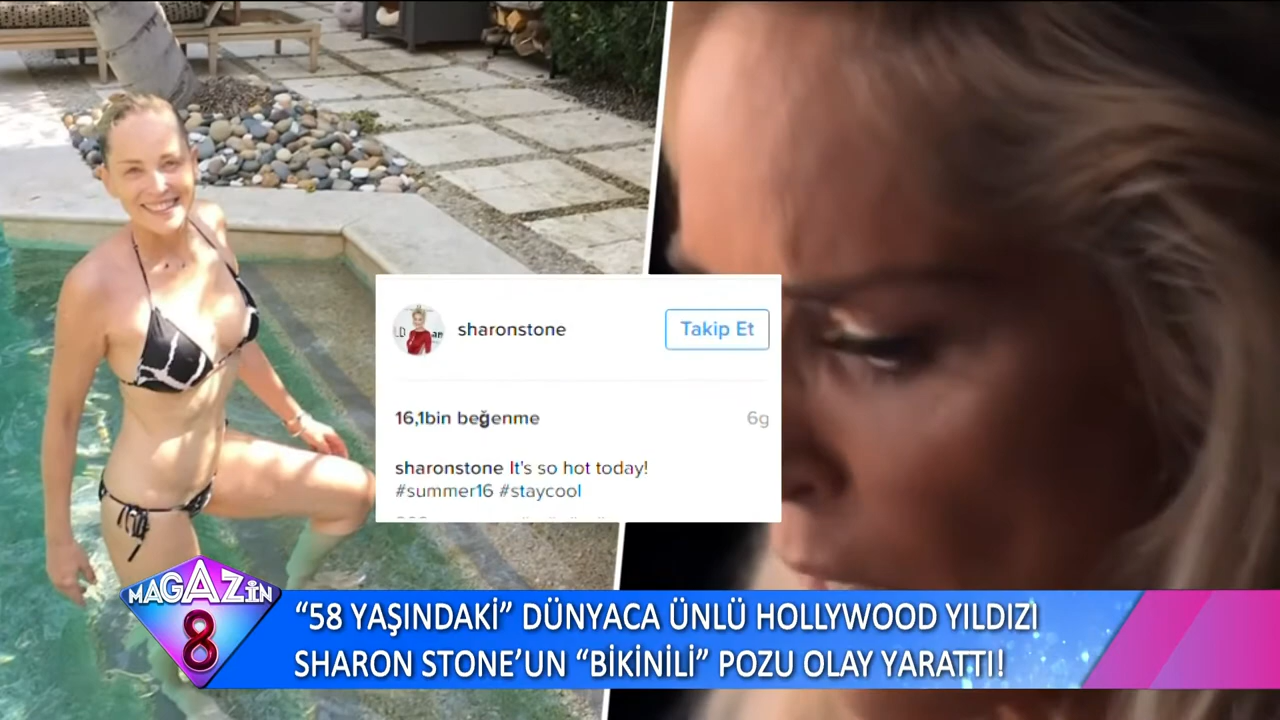 sharonstone
Takip Et
16,1bin beğenme
6g
sharonstone It's so hot today!
#summer16 #staycool
MAGAZİN
8
“58 YAŞINDAKİ” DÜNYACA ÜNLÜ HOLLYWOOD YILDIZI
SHARON STONE’UN “BİKİNİLİ” POZU OLAY YARATTI!